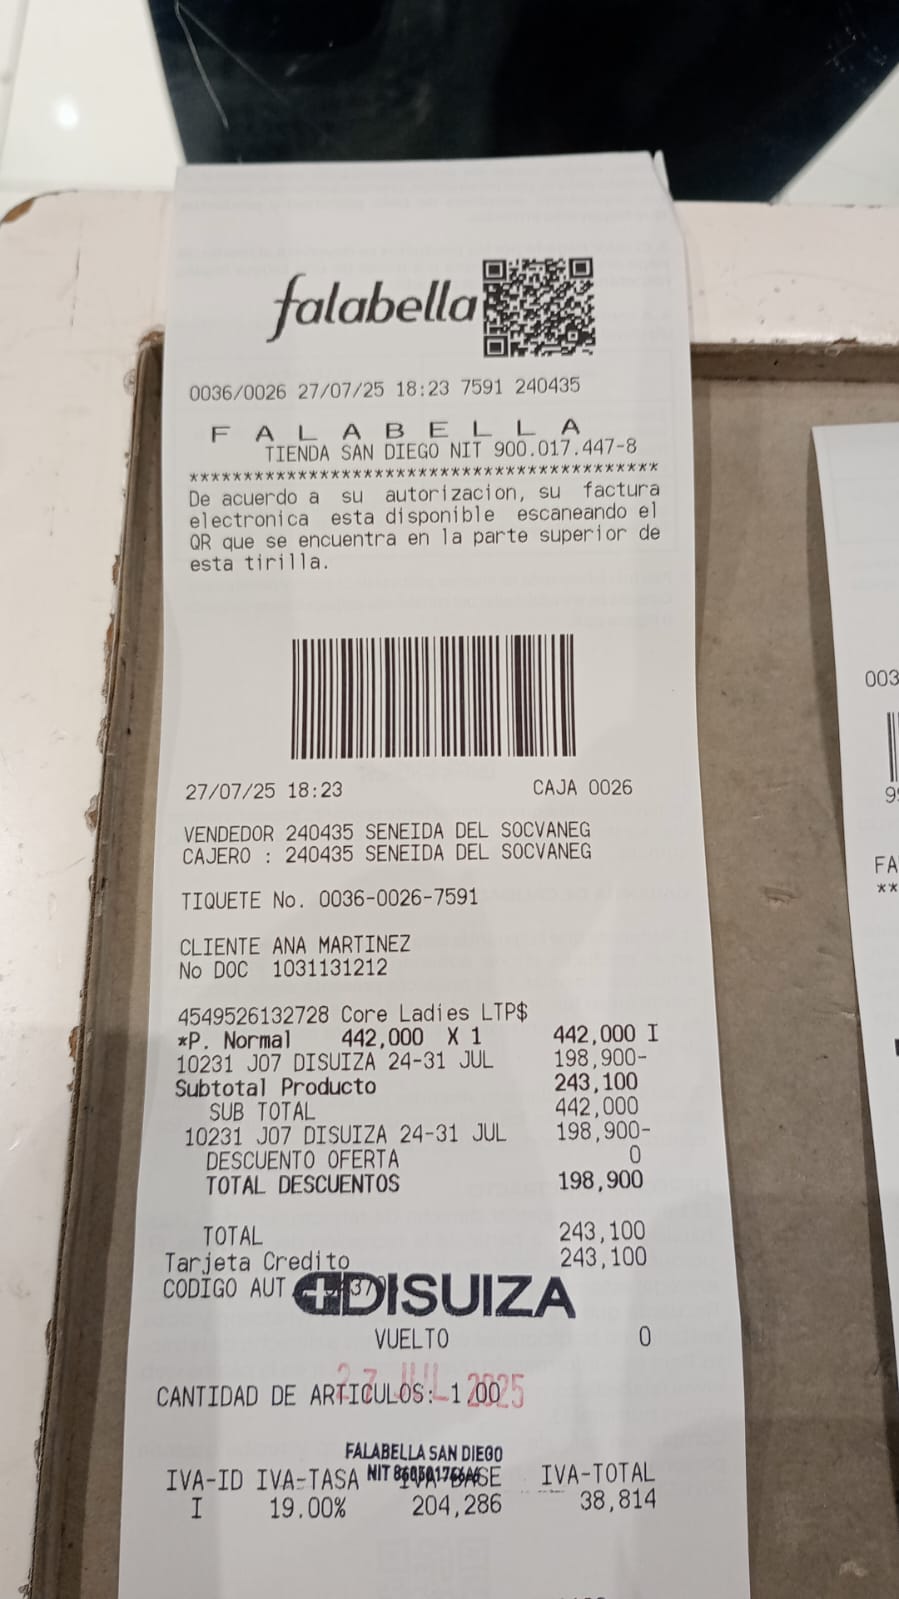 falabella
0036/0026 27/07/25 18:23 7591 240435
F A L A B E L L A
TIENDA SAN DIEGO NIT 900.017.447-8
*******************************************
De acuerdo a su autorizacion, su factura
electronica esta disponible escaneando el
QR que se encuentra en la parte superior de
esta tirilla.
27/07/25 18:23 CAJA 0026
VENDEDOR 240435 SENEIDA DEL SOCVANEG
CAJERO : 240435 SENEIDA DEL SOCVANEG
TIQUETE No. 0036-0026-7591
CLIENTE ANA MARTINEZ
No DOC 1031131212
4549526132728 Core Ladies LTP$
*P. Normal 442,000 X 1 442,000 I
10231 J07 DISUIZA 24-31 JUL 198,900-
Subtotal Producto 243,100
SUB TOTAL 442,000
10231 J07 DISUIZA 24-31 JUL 198,900-
DESCUENTO OFERTA 0
TOTAL DESCUENTOS 198,900
TOTAL 243,100
Tarjeta Credito 243,100
CODIGO AUT
DISUIZA
VUELTO 0
27 JUL 2025
CANTIDAD DE ARTICULOS: 1,00
FALABELLA SAN DIEGO
NIT
IVA-ID IVA-TASA IVA-BASE IVA-TOTAL
I 19.00% 204,286 38,814
003
FA
**